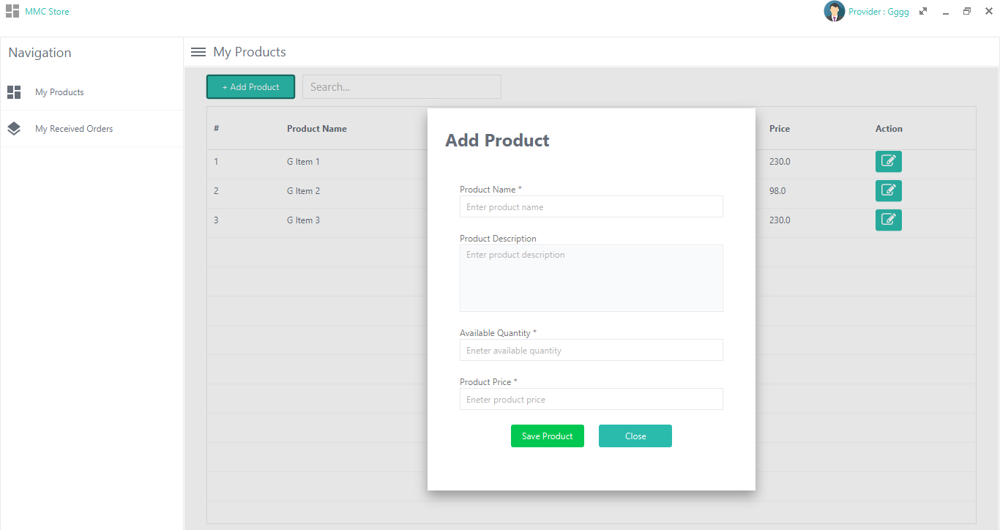 MMC Store
Provider : Gggg
Navigation
My Products
My Received Orders
My Products
+ Add Product
Search...
# Product Name Price Action
1 G Item 1 230.0
2 G Item 2 98.0
3 G Item 3 230.0
Add Product
Product Name *
Enter product name
Product Description
Enter product description
Available Quantity *
Eneter available quantity
Product Price *
Eneter product price
Save Product Close